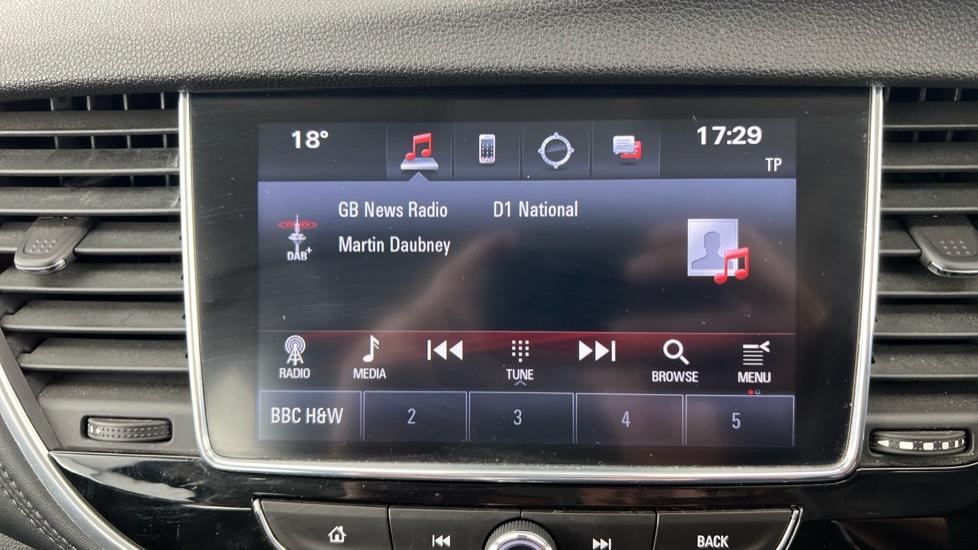 18° 17:29
TP
GB News Radio D1 National
DAB+ Martin Daubney
RADIO MEDIA TUNE BROWSE MENU
BBC H&W 2 3 4 5
BACK